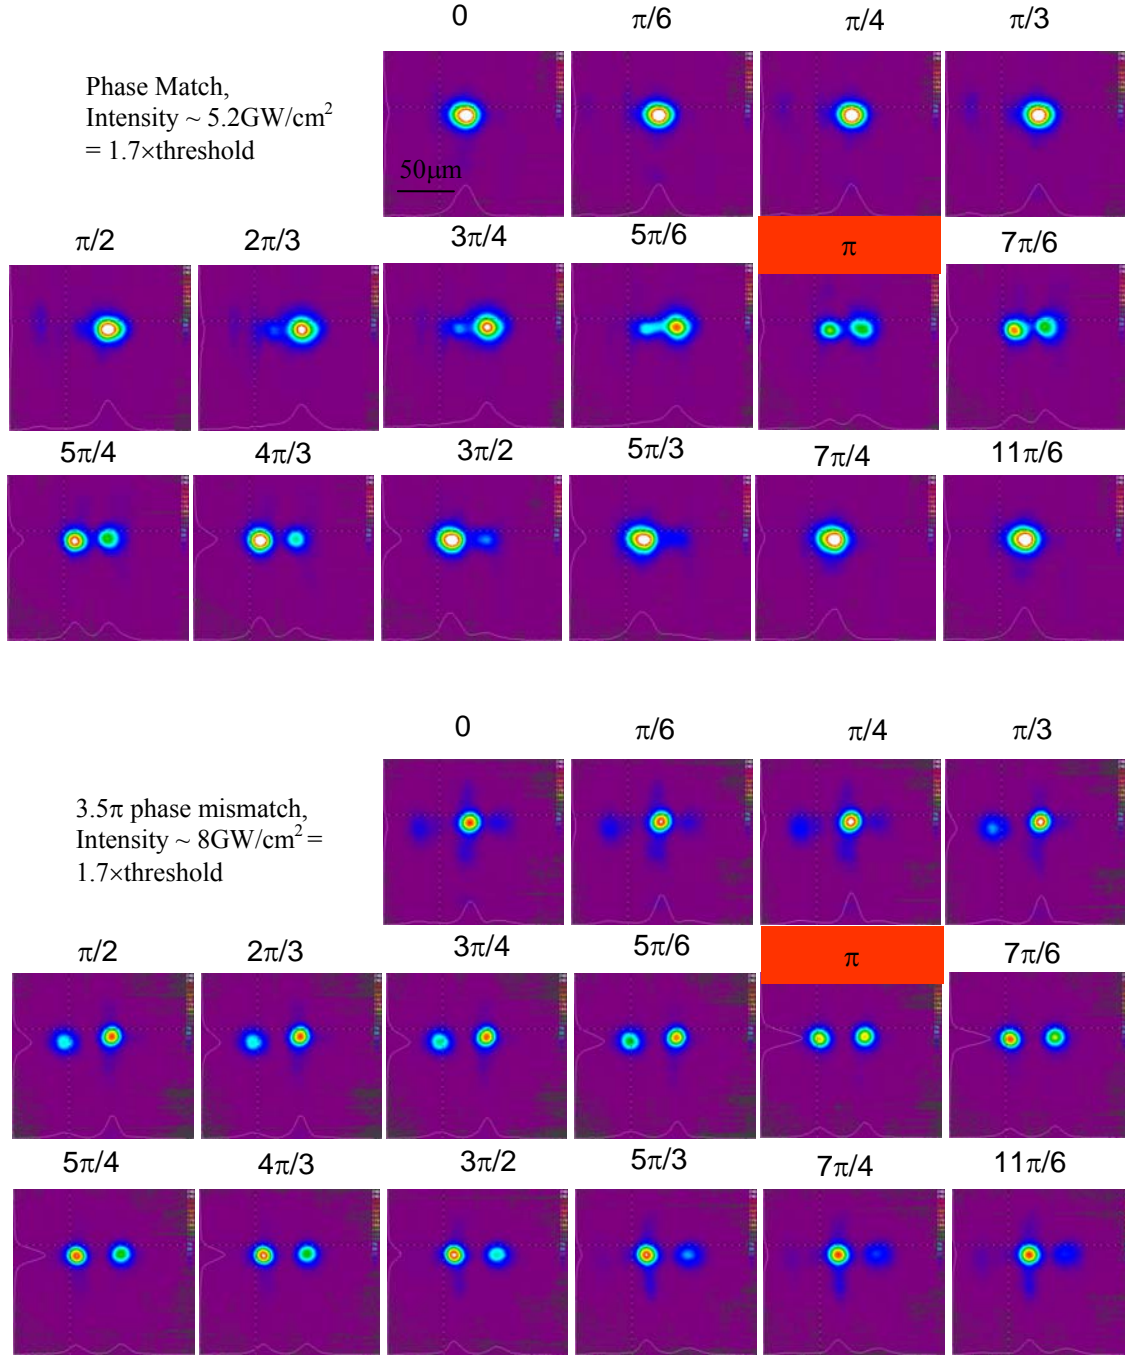 0 π/6 π/4 π/3
Phase Match,
Intensity ~ 5.2GW/cm²
= 1.7×threshold
50μm
π/2 2π/3 3π/4 5π/6 π 7π/6
5π/4 4π/3 3π/2 5π/3 7π/4 11π/6
0 π/6 π/4 π/3
3.5π phase mismatch,
Intensity ~ 8GW/cm² =
1.7×threshold
π/2 2π/3 3π/4 5π/6 π 7π/6
5π/4 4π/3 3π/2 5π/3 7π/4 11π/6